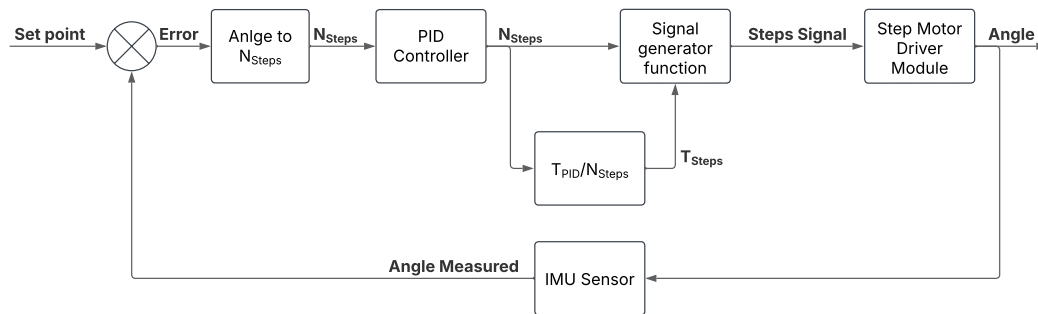 Set point
Error
Anlge to
NSteps
NSteps
PID
Controller
NSteps
Signal
generator
function
Steps Signal
Step Motor
Driver
Module
Angle
TPID/NSteps
TSteps
Angle Measured
IMU Sensor